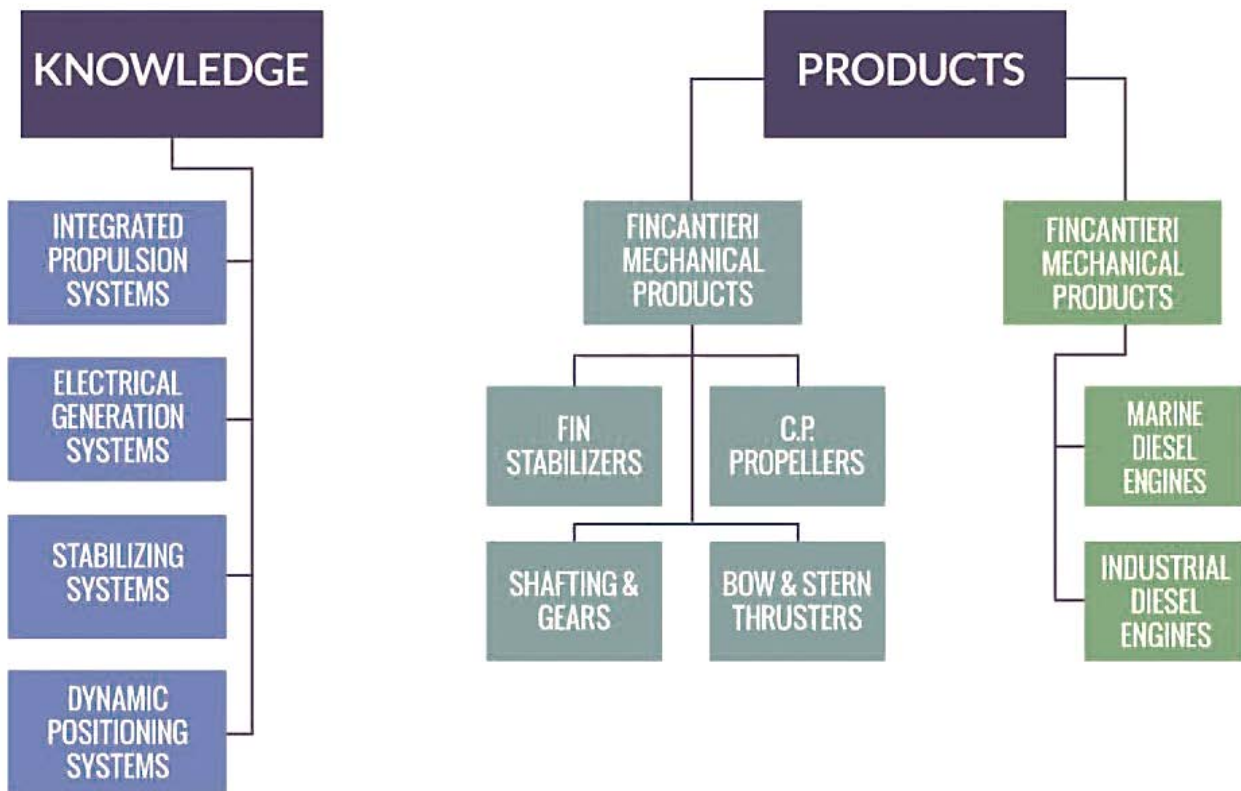 KNOWLEDGE
INTEGRATED
PROPULSION
SYSTEMS
ELECTRICAL
GENERATION
SYSTEMS
STABILIZING
SYSTEMS
DYNAMIC
POSITIONING
SYSTEMS
PRODUCTS
FINCANTIERI
MECHANICAL
PRODUCTS
FIN
STABILIZERS
C.P.
PROPELLERS
SHAFTING &
GEARS
BOW & STERN
THRUSTERS
FINCANTIERI
MECHANICAL
PRODUCTS
MARINE
DIESEL
ENGINES
INDUSTRIAL
DIESEL
ENGINES